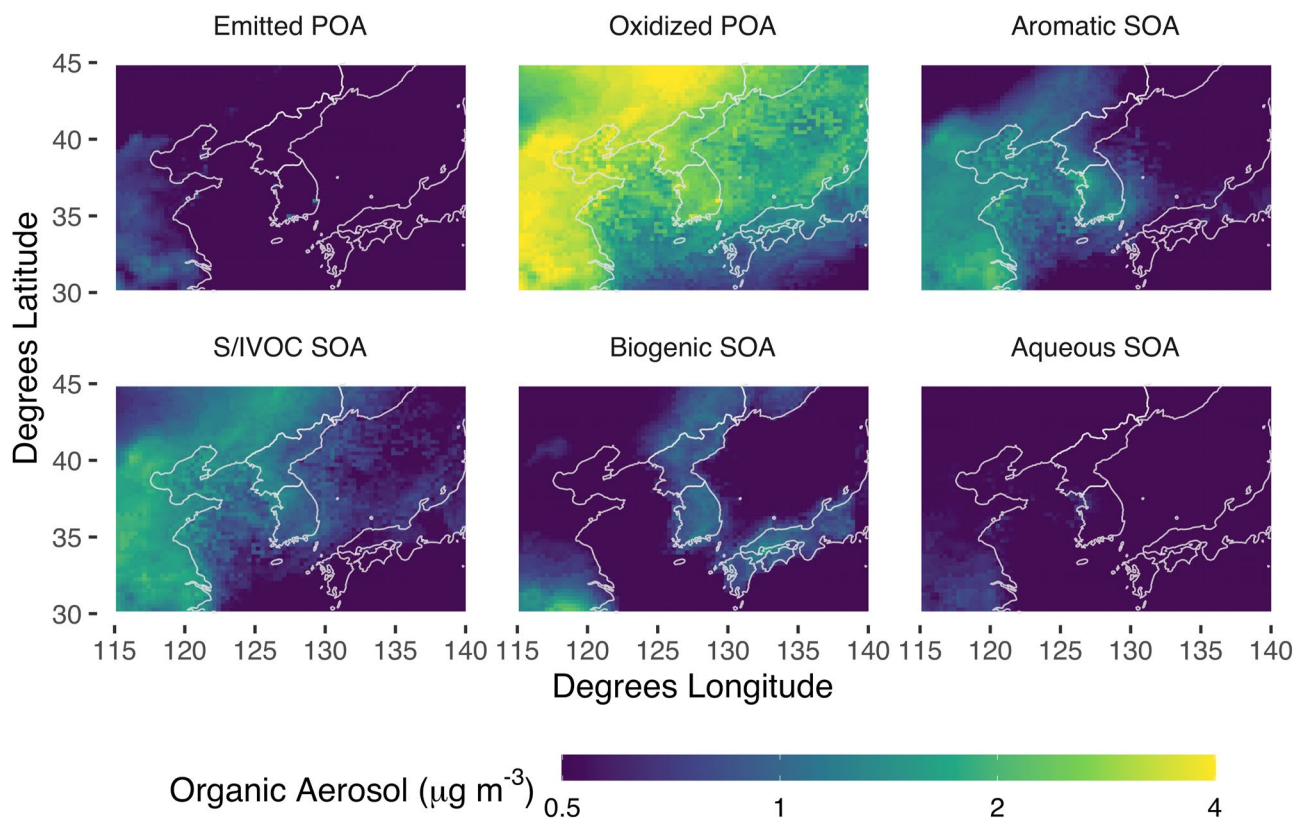 Emitted POA Oxidized POA Aromatic SOA
45
40
35
30
S/IVOC SOA Biogenic SOA Aqueous SOA
45
40
35
30
115 120 125 130 135 140 115 120 125 130 135 140 115 120 125 130 135 140
Degrees Latitude
Degrees Longitude
Organic Aerosol (μg m⁻³)
0.5 1 2 4